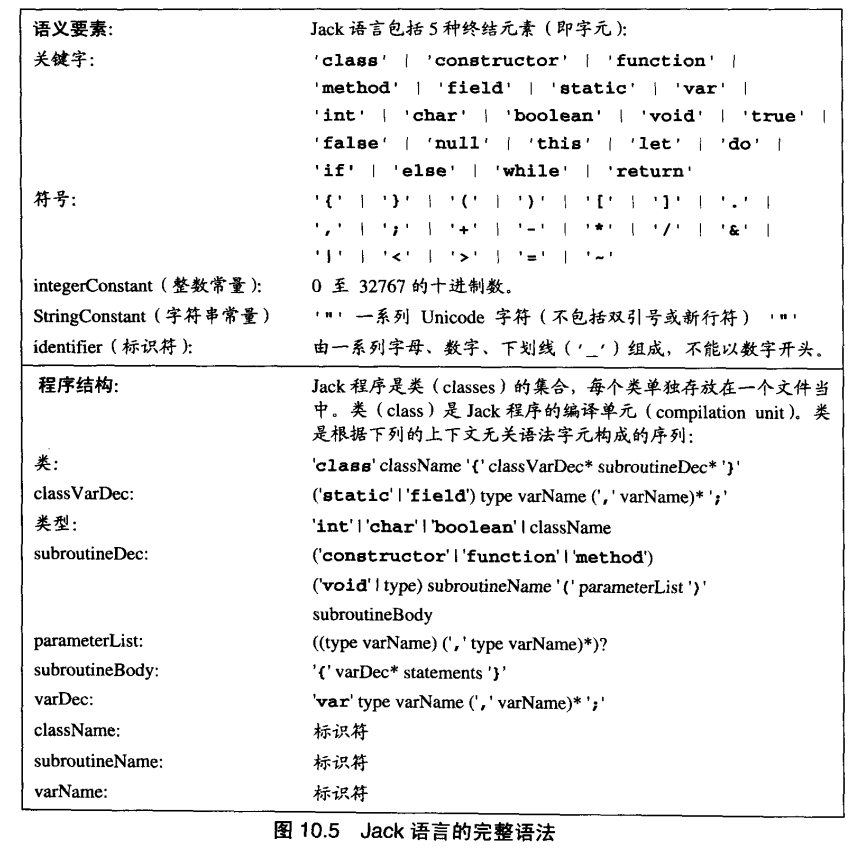 语义要素: Jack 语言包括 5 种终结元素（即字元）:
关键字: 'class' | 'constructor' | 'function' |
'method' | 'field' | 'static' | 'var' |
'int' | 'char' | 'boolean' | 'void' | 'true' |
'false' | 'null' | 'this' | 'let' | 'do' |
'if' | 'else' | 'while' | 'return'
符号: '{' | '}' | '(' | ')' | '[' | ']' | '.' |
',' | ';' | '+' | '-' | '*' | '/' | '&' |
'|' | '<' | '>' | '=' | '~'
integerConstant（整数常量）: 0 至 32767 的十进制数。
StringConstant（字符串常量） '"' 一系列 Unicode 字符（不包括双引号或新行符） '"'
identifier（标识符）: 由一系列字母、数字、下划线（'_'）组成，不能以数字开头。
程序结构: Jack 程序是类（classes）的集合，每个类单独存放在一个文件当
中。类（class）是 Jack 程序的编译单元（compilation unit）。类
是根据下列的上下文无关语法字元构成的序列:
类: 'class' className '{' classVarDec* subroutineDec* '}'
classVarDec: ('static'|'field') type varName (',' varName)* ';'
类型: 'int'|'char'|'boolean'|className
subroutineDec: ('constructor'|'function'|'method')
('void'|type) subroutineName '(' parameterList ')'
subroutineBody
parameterList: ((type varName) (',' type varName)*)?
subroutineBody: '{' varDec* statements '}'
varDec: 'var' type varName (',' varName)* ';'
className: 标识符
subroutineName: 标识符
varName: 标识符
图 10.5 Jack 语言的完整语法